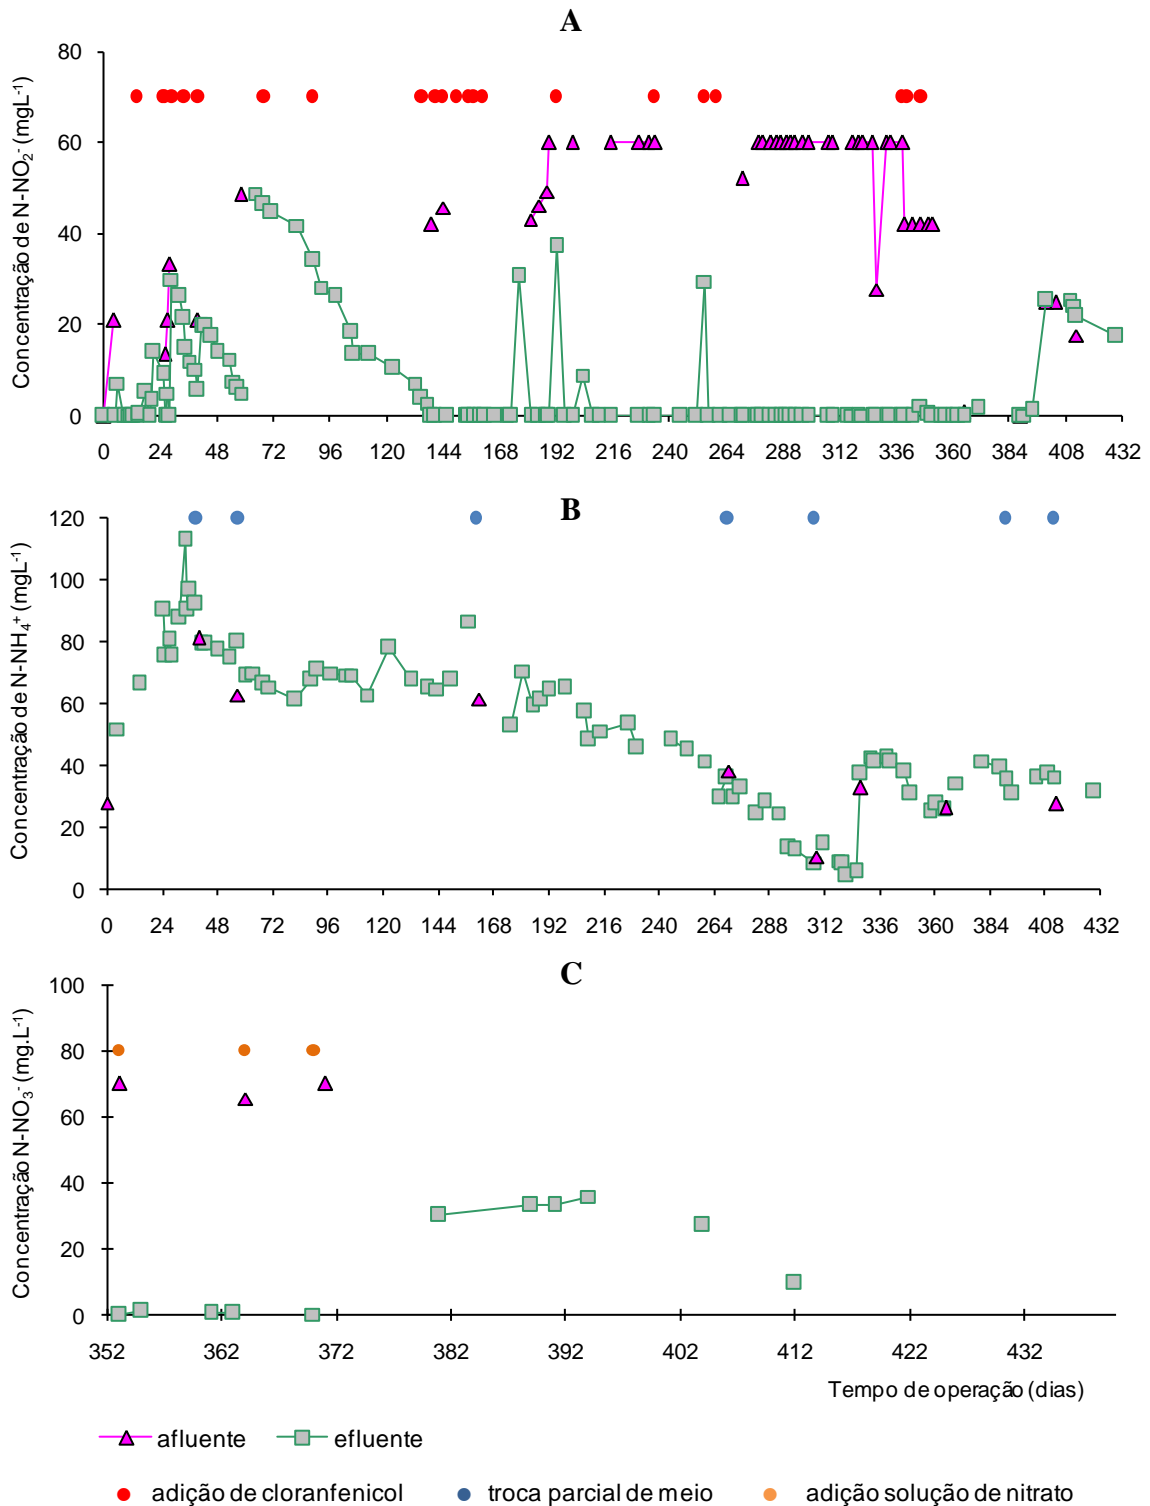 A
Concentração de N-NO₂⁻ (mgL⁻¹)
80
60
40
20
0
0 24 48 72 96 120 144 168 192 216 240 264 288 312 336 360 384 408 432
B
Concentração de N-NH₄⁺ (mgL⁻¹)
120
100
80
60
40
20
0
0 24 48 72 96 120 144 168 192 216 240 264 288 312 336 360 384 408 432
C
Concentração N-NO₃⁻ (mg.L⁻¹)
100
80
60
40
20
0
352 362 372 382 392 402 412 422 432
Tempo de operação (dias)
afluente efluente
adição de cloranfenicol troca parcial de meio adição solução de nitrato